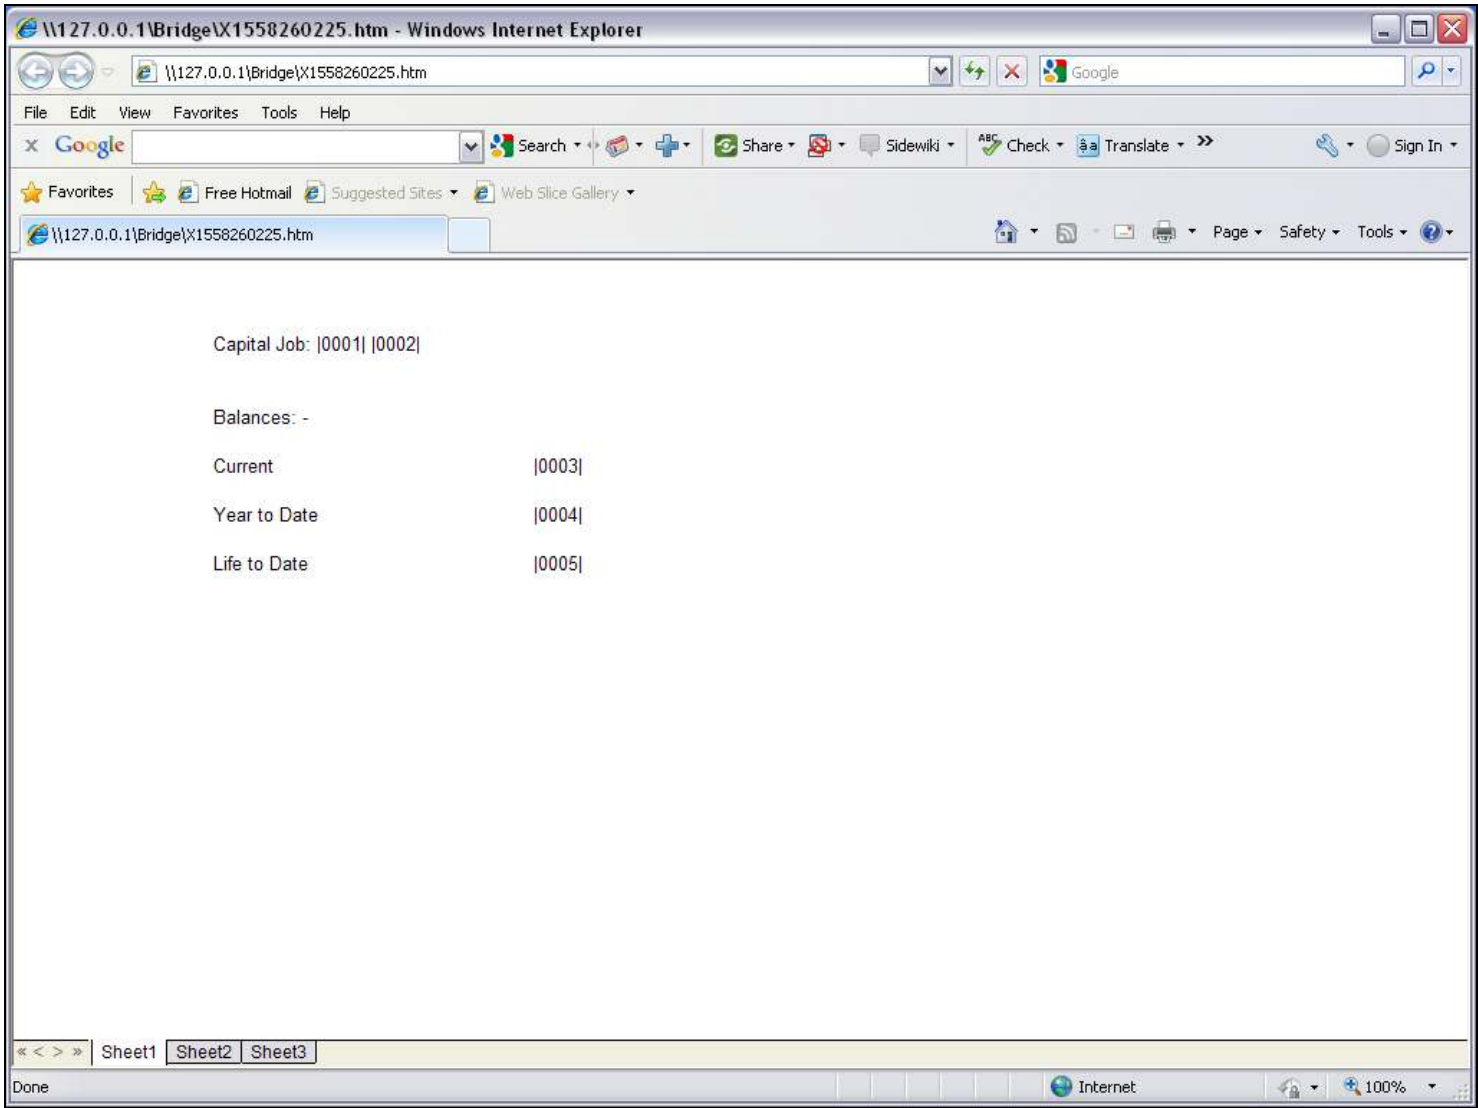 \\127.0.0.1\Bridge\X1558260225.htm - Windows Internet Explorer
\\127.0.0.1\Bridge\X1558260225.htm Google
File Edit View Favorites Tools Help
x Google Search Share Sidewiki ABC Check âa Translate » Sign In
Favorites Free Hotmail Suggested Sites Web Slice Gallery
\\127.0.0.1\Bridge\X1558260225.htm Page Safety Tools
Capital Job: |0001| |0002|
Balances: -
Current |0003|
Year to Date |0004|
Life to Date |0005|
« < > » Sheet1 Sheet2 Sheet3
Done Internet 100%